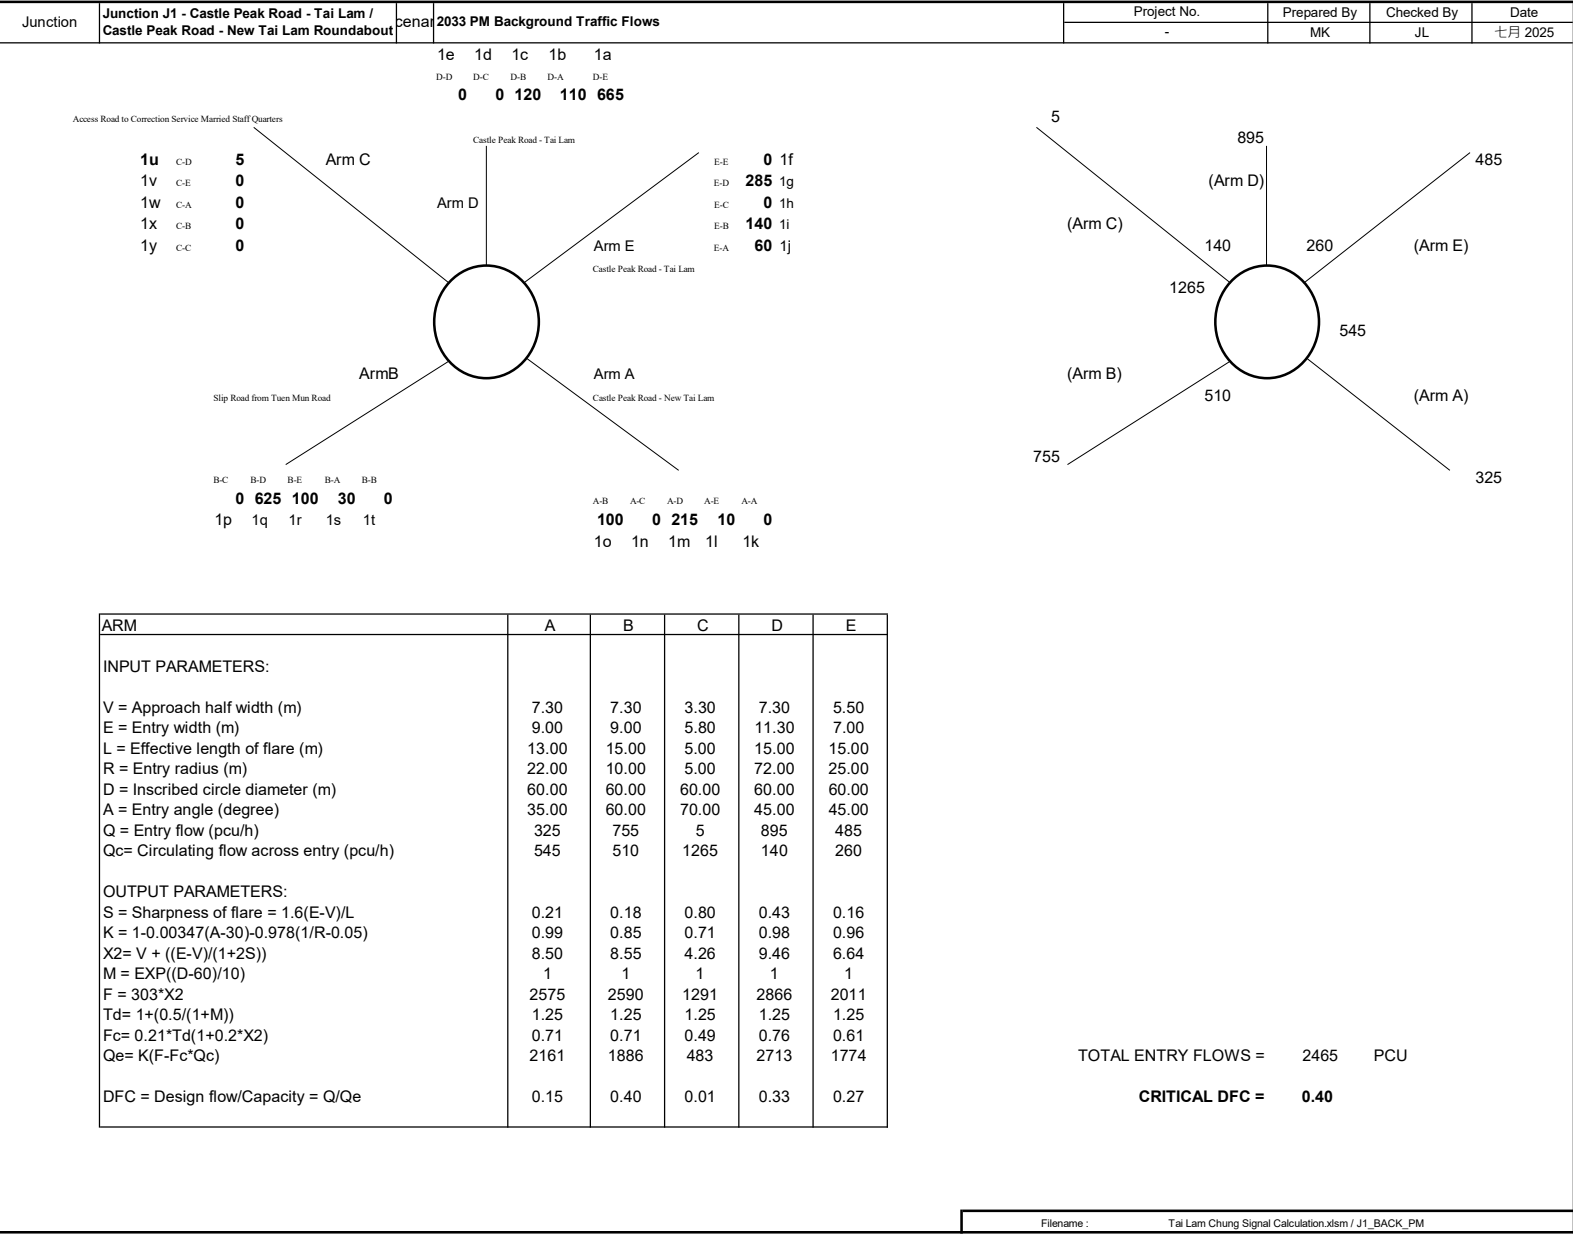 Junction
Junction J1 - Castle Peak Road - Tai Lam /
Castle Peak Road - New Tai Lam Roundabout
cenar
2033 PM Background Traffic Flows
Project No. Prepared By Checked By Date
- MK JL 七月 2025
1e 1d 1c 1b 1a
D-D D-C D-B D-A D-E
0 0 120 110 665
Access Road to Correction Service Married Staff Quarters
Castle Peak Road - Tai Lam
1u C-D 5
1v C-E 0
1w C-A 0
1x C-B 0
1y C-C 0
Arm C
Arm D
E-E 0 1f
E-D 285 1g
E-C 0 1h
E-B 140 1i
E-A 60 1j
Arm E
Castle Peak Road - Tai Lam
ArmB
Slip Road from Tuen Mun Road
Arm A
Castle Peak Road - New Tai Lam
B-C B-D B-E B-A B-B
0 625 100 30 0
1p 1q 1r 1s 1t
A-B A-C A-D A-E A-A
100 0 215 10 0
1o 1n 1m 1l 1k
5
895
485
(Arm D)
(Arm C)
140
260
(Arm E)
1265
545
(Arm B)
510
(Arm A)
755
325
ARM A B C D E
INPUT PARAMETERS:
V = Approach half width (m) 7.30 7.30 3.30 7.30 5.50
E = Entry width (m) 9.00 9.00 5.80 11.30 7.00
L = Effective length of flare (m) 13.00 15.00 5.00 15.00 15.00
R = Entry radius (m) 22.00 10.00 5.00 72.00 25.00
D = Inscribed circle diameter (m) 60.00 60.00 60.00 60.00 60.00
A = Entry angle (degree) 35.00 60.00 70.00 45.00 45.00
Q = Entry flow (pcu/h) 325 755 5 895 485
Qc= Circulating flow across entry (pcu/h) 545 510 1265 140 260
OUTPUT PARAMETERS:
S = Sharpness of flare = 1.6(E-V)/L 0.21 0.18 0.80 0.43 0.16
K = 1-0.00347(A-30)-0.978(1/R-0.05) 0.99 0.85 0.71 0.98 0.96
X2= V + ((E-V)/(1+2S)) 8.50 8.55 4.26 9.46 6.64
M = EXP((D-60)/10) 1 1 1 1 1
F = 303*X2 2575 2590 1291 2866 2011
Td= 1+(0.5/(1+M)) 1.25 1.25 1.25 1.25 1.25
Fc= 0.21*Td(1+0.2*X2) 0.71 0.71 0.49 0.76 0.61
Qe= K(F-Fc*Qc) 2161 1886 483 2713 1774
DFC = Design flow/Capacity = Q/Qe 0.15 0.40 0.01 0.33 0.27
TOTAL ENTRY FLOWS = 2465 PCU
CRITICAL DFC = 0.40
Filename : Tai Lam Chung Signal Calculation.xlsm / J1_BACK_PM